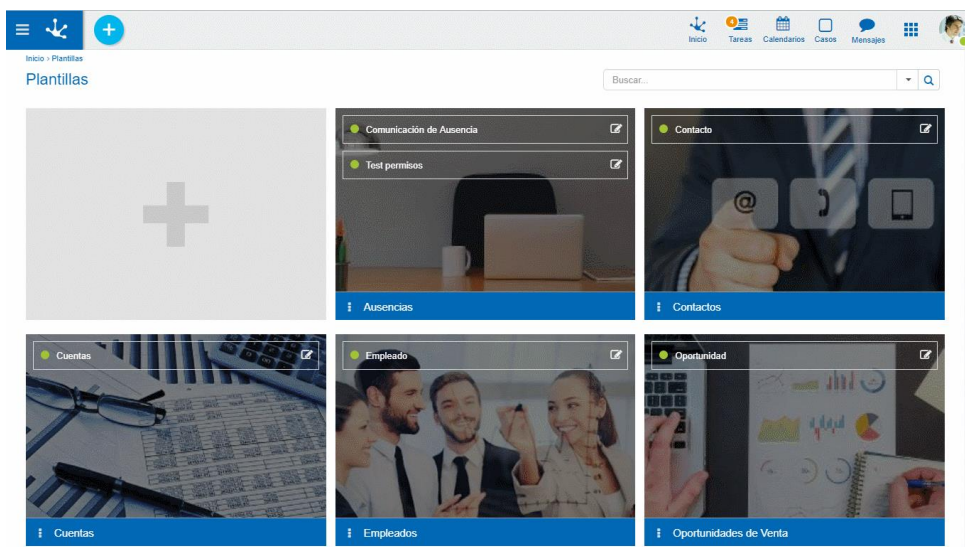 4
Inicio
Tareas
Calendarios
Casos
Mensajes
Inicio > Plantillas
Plantillas
Buscar...
Comunicación de Ausencia
Test permisos
Ausencias
Contacto
@
Contactos
Cuentas
Cuentas
Empleado
Empleados
Oportunidad
Oportunidades de Venta